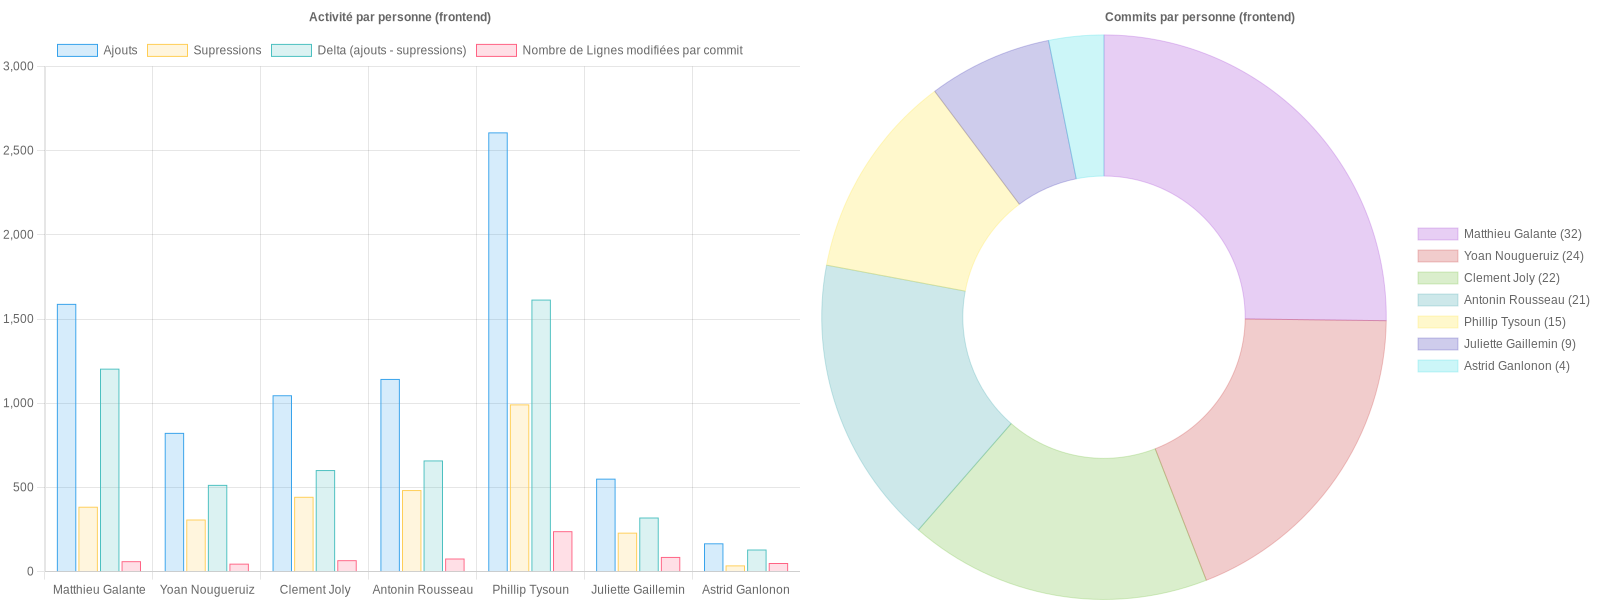 Activité par personne (frontend)
Ajouts Supressions Delta (ajouts - supressions) Nombre de Lignes modifiées par commit
3,000
2,500
2,000
1,500
1,000
500
0
Matthieu Galante Yoan Nougueruiz Clement Joly Antonin Rousseau Phillip Tysoun Juliette Gaillemin Astrid Ganlonon
Commits par personne (frontend)
Matthieu Galante (32)
Yoan Nougueruiz (24)
Clement Joly (22)
Antonin Rousseau (21)
Phillip Tysoun (15)
Juliette Gaillemin (9)
Astrid Ganlonon (4)